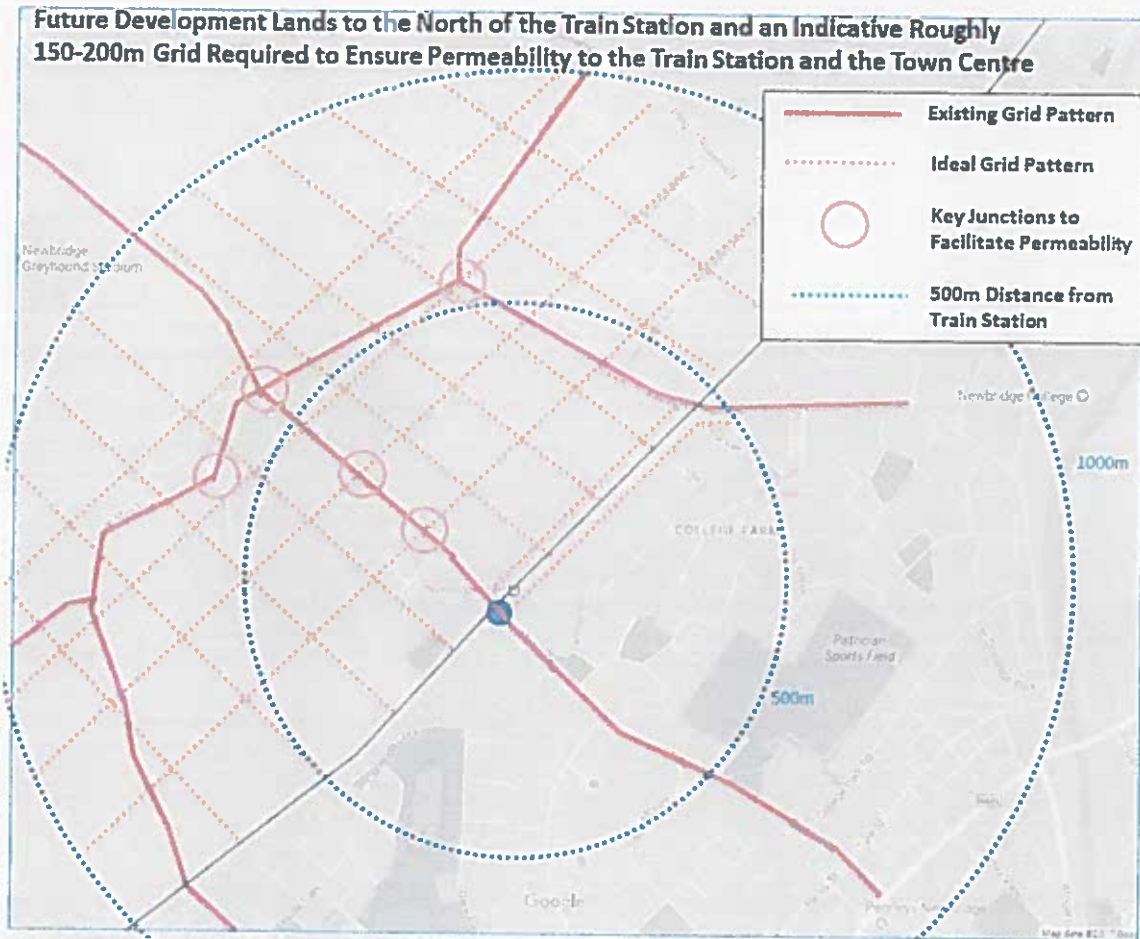 Future Development Lands to the North of the Train Station and an Indicative Roughly
150-200m Grid Required to Ensure Permeability to the Train Station and the Town Centre
Existing Grid Pattern
Ideal Grid Pattern
Key Junctions to
Facilitate Permeability
500m Distance from
Train Station
Newbridge
Greyhound Stadium
Newbridge College
1000m
COLLEGE PARK
Patrician
Sports Field
500m
Google